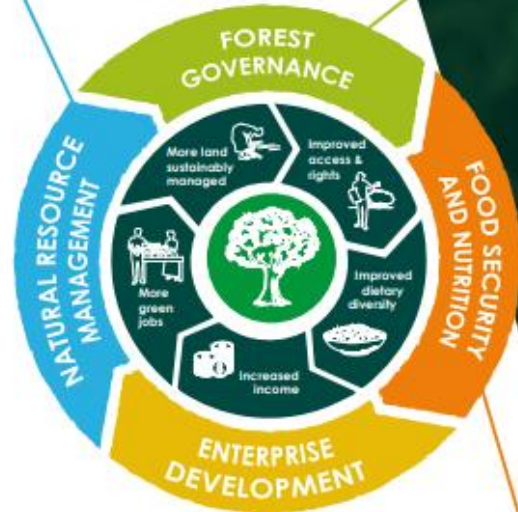 FOREST
GOVERNANCE
FOOD SECURITY
AND NUTRITION
ENTERPRISE
DEVELOPMENT
NATURAL RESOURCE
MANAGEMENT
More land
sustainably
managed
Improved
access &
rights
Improved
dietary
diversity
Increased
income
More
green
jobs